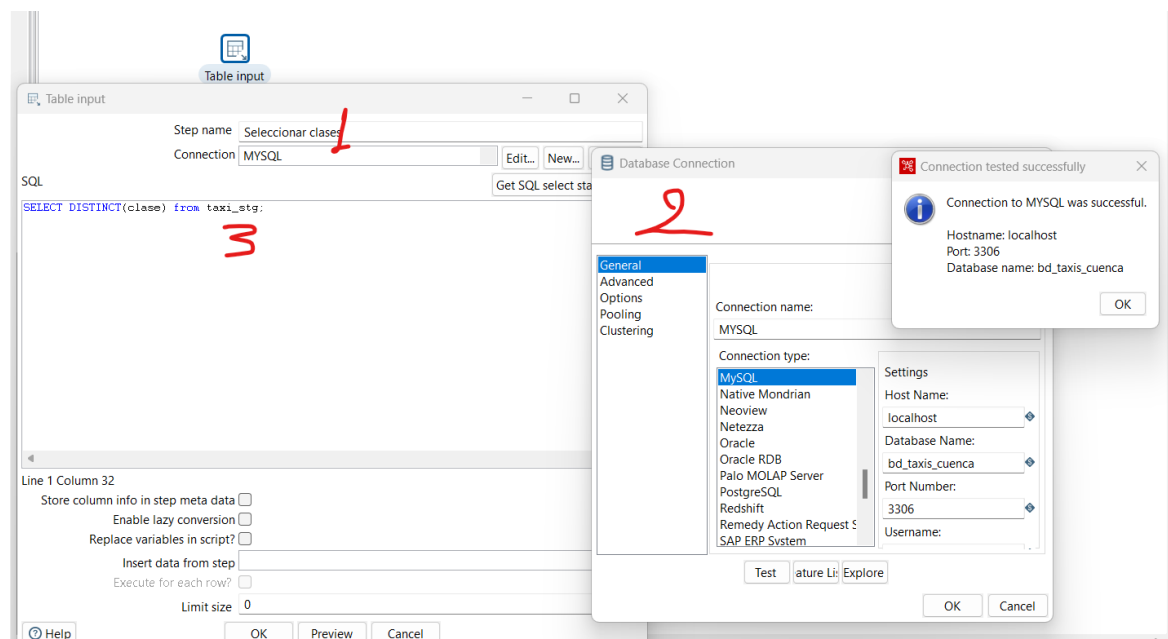 Table input
Table input
Step name Seleccionar clases
1
Connection MYSQL Edit... New...
SQL
Get SQL select sta
SELECT DISTINCT(clase) from taxi_stg;
3
Line 1 Column 32
Store column info in step meta data
Enable lazy conversion
Replace variables in script?
Insert data from step
Execute for each row?
Limit size 0
Help OK Preview Cancel
Database Connection
2
General
Advanced
Options
Pooling
Clustering
Connection name:
MYSQL
Connection type:
MySQL
Native Mondrian
Neoview
Netezza
Oracle
Oracle RDB
Palo MOLAP Server
PostgreSQL
Redshift
Remedy Action Request S
SAP ERP System
Settings
Host Name:
localhost
Database Name:
bd_taxis_cuenca
Port Number:
3306
Username:
Test ature Li Explore
OK Cancel
Connection tested successfully
Connection to MYSQL was successful.
Hostname: localhost
Port: 3306
Database name: bd_taxis_cuenca
OK